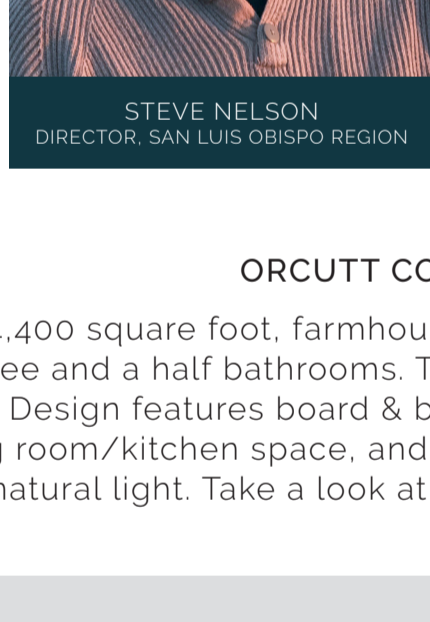 STEVE NELSON
DIRECTOR, SAN LUIS OBISPO REGION
ORCUTT CO
,400 square foot, farmhou
ee and a half bathrooms. T
Design features board & b
g room/kitchen space, and
natural light. Take a look at